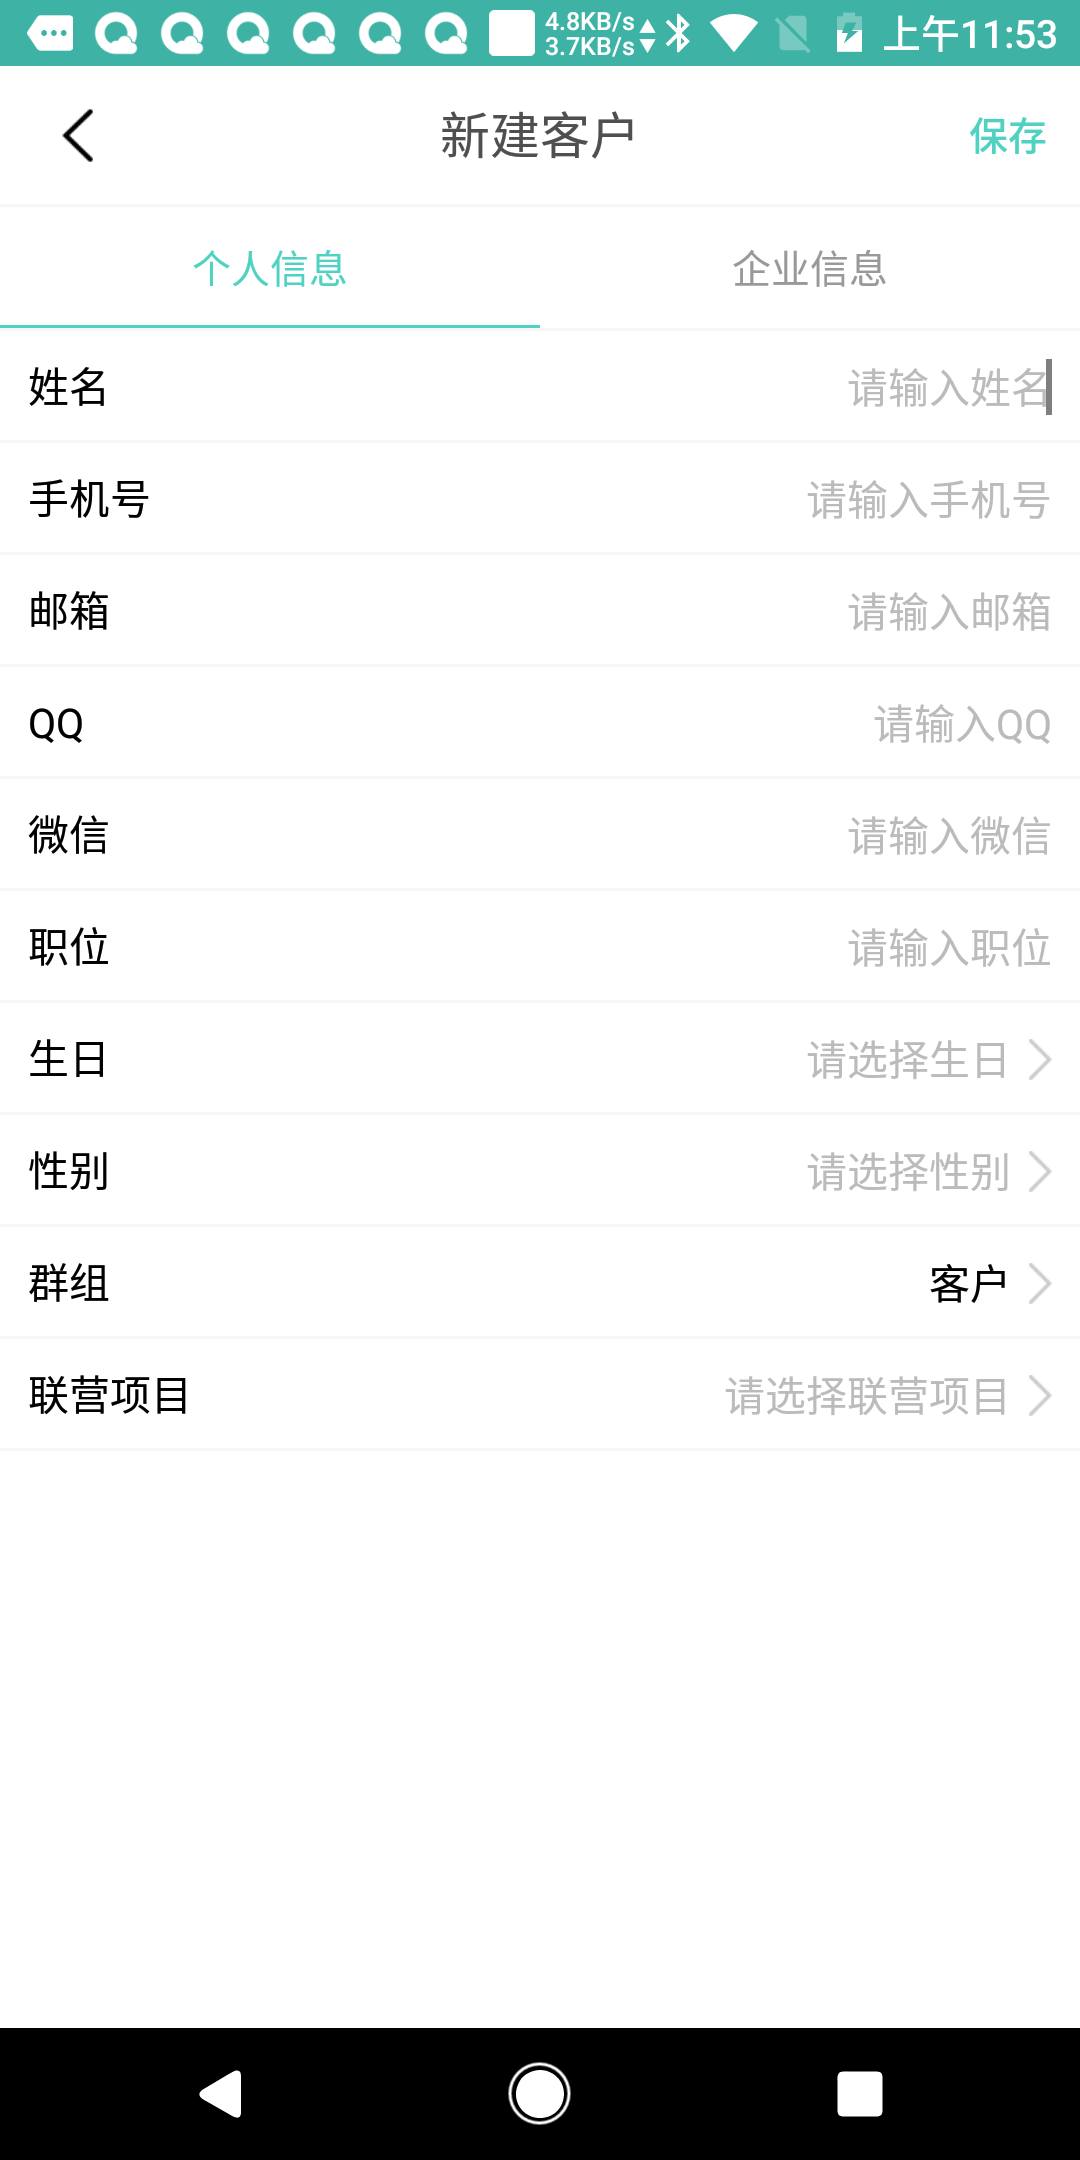 4.8KB/s
3.7KB/s
上午11:53
新建客户
保存
个人信息
企业信息
姓名
请输入姓名
手机号
请输入手机号
邮箱
请输入邮箱
QQ
请输入QQ
微信
请输入微信
职位
请输入职位
生日
请选择生日
性别
请选择性别
群组
客户
联营项目
请选择联营项目